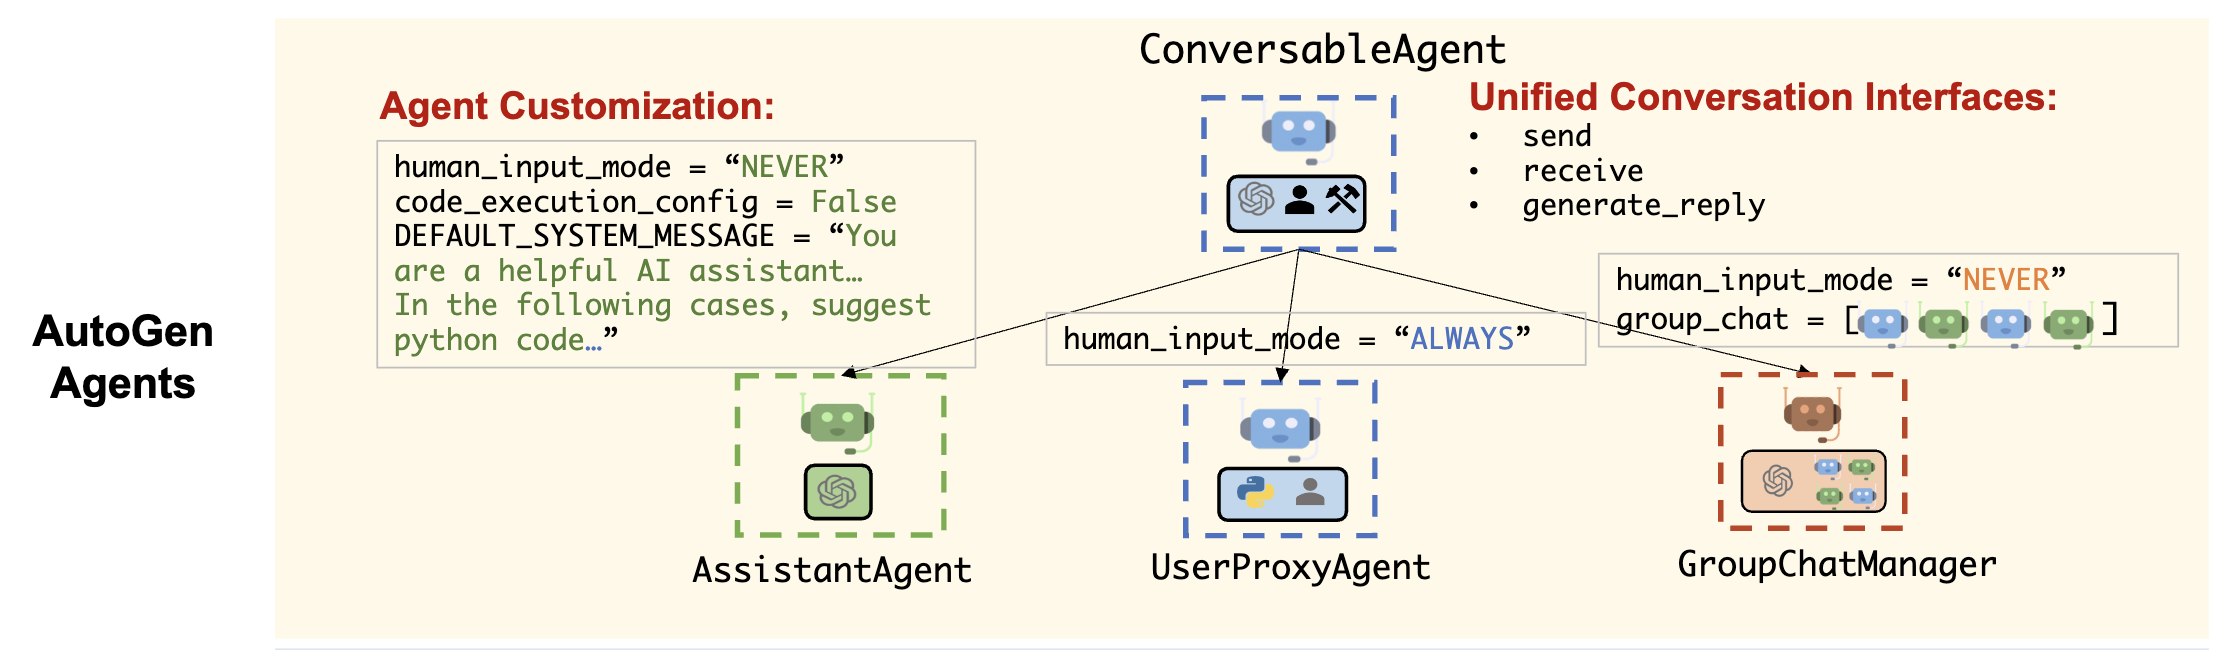 ConversableAgent
Agent Customization:
human_input_mode = “NEVER”
code_execution_config = False
DEFAULT_SYSTEM_MESSAGE = “You
are a helpful AI assistant…
In the following cases, suggest
python code…”
Unified Conversation Interfaces:
• send
• receive
• generate_reply
human_input_mode = “ALWAYS”
human_input_mode = “NEVER”
group_chat = [ ]
AutoGen
Agents
AssistantAgent
UserProxyAgent
GroupChatManager